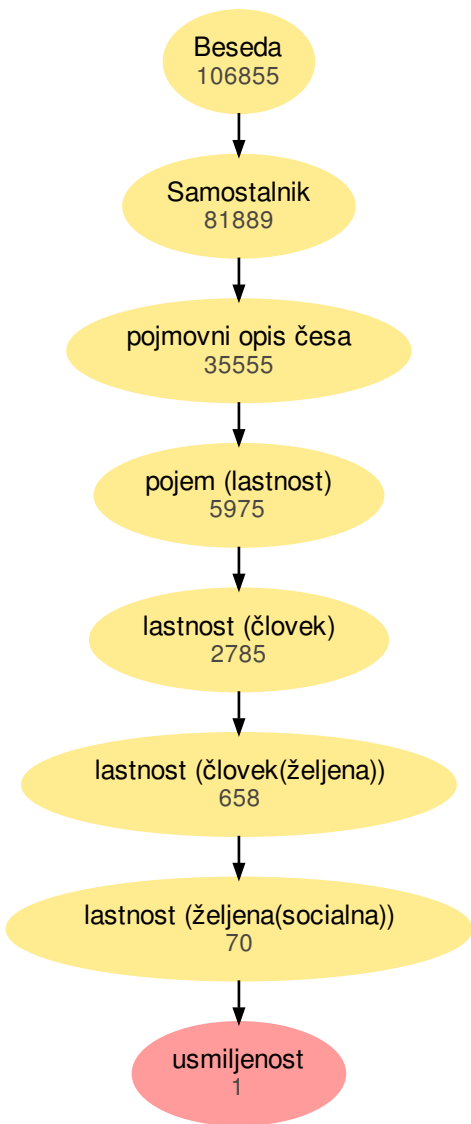 Beseda
106855
Samostalnik
81889
pojmovni opis česa
35555
pojem (lastnost)
5975
lastnost (človek)
2785
lastnost (človek(željena))
658
lastnost (željena(socialna))
70
usmiljenost
1